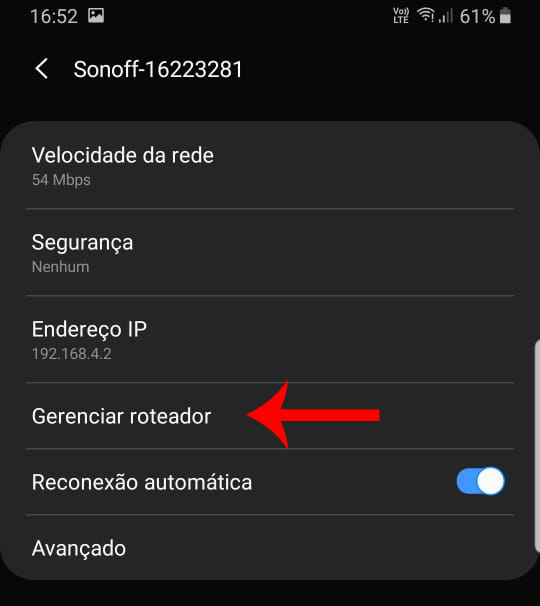 16:52 Vo)) LTE 61%
Sonoff-16223281
Velocidade da rede
54 Mbps
Segurança
Nenhum
Endereço IP
192.168.4.2
Gerenciar roteador
Reconexão automática
Avançado